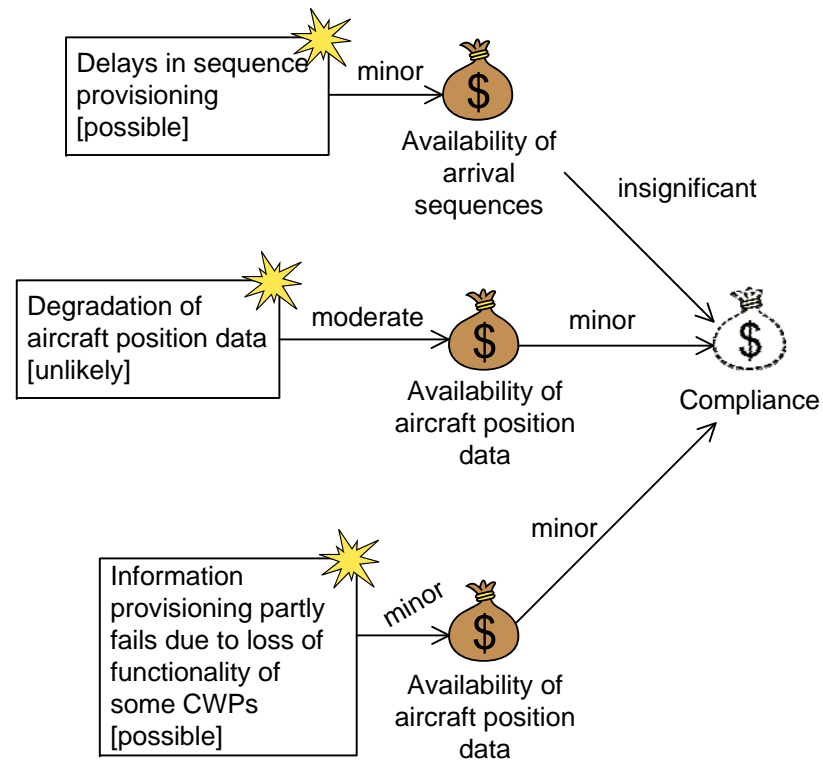 Delays in sequence
provisioning
[possible]
minor
$
Availability of
arrival
sequences
insignificant
Degradation of
aircraft position data
[unlikely]
moderate
$
Availability of
aircraft position
data
minor
$
Compliance
Information
provisioning partly
fails due to loss of
functionality of
some CWPs
[possible]
minor
$
Availability of
aircraft position
data
minor